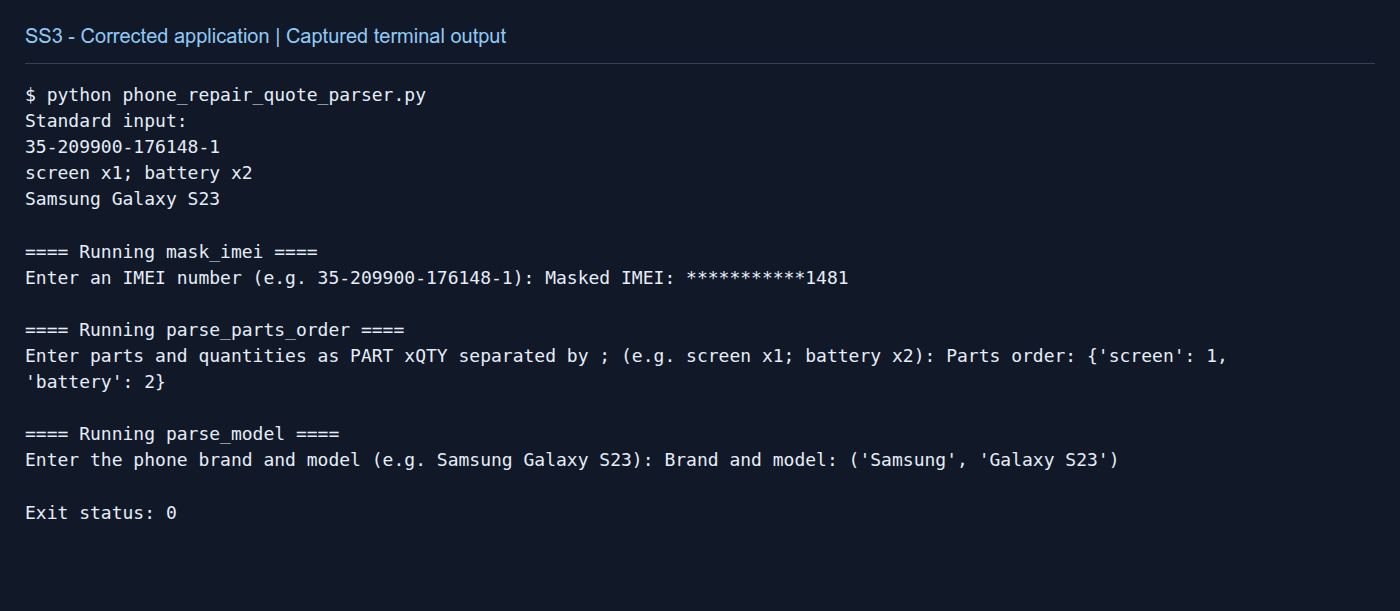 SS3 - Corrected application | Captured terminal output
$ python phone_repair_quote_parser.py
Standard input:
35-209900-176148-1
screen x1; battery x2
Samsung Galaxy S23
==== Running mask_imei ====
Enter an IMEI number (e.g. 35-209900-176148-1): Masked IMEI: ***********1481
==== Running parse_parts_order ====
Enter parts and quantities as PART xQTY separated by ; (e.g. screen x1; battery x2): Parts order: {'screen': 1,
'battery': 2}
==== Running parse_model ====
Enter the phone brand and model (e.g. Samsung Galaxy S23): Brand and model: ('Samsung', 'Galaxy S23')
Exit status: 0